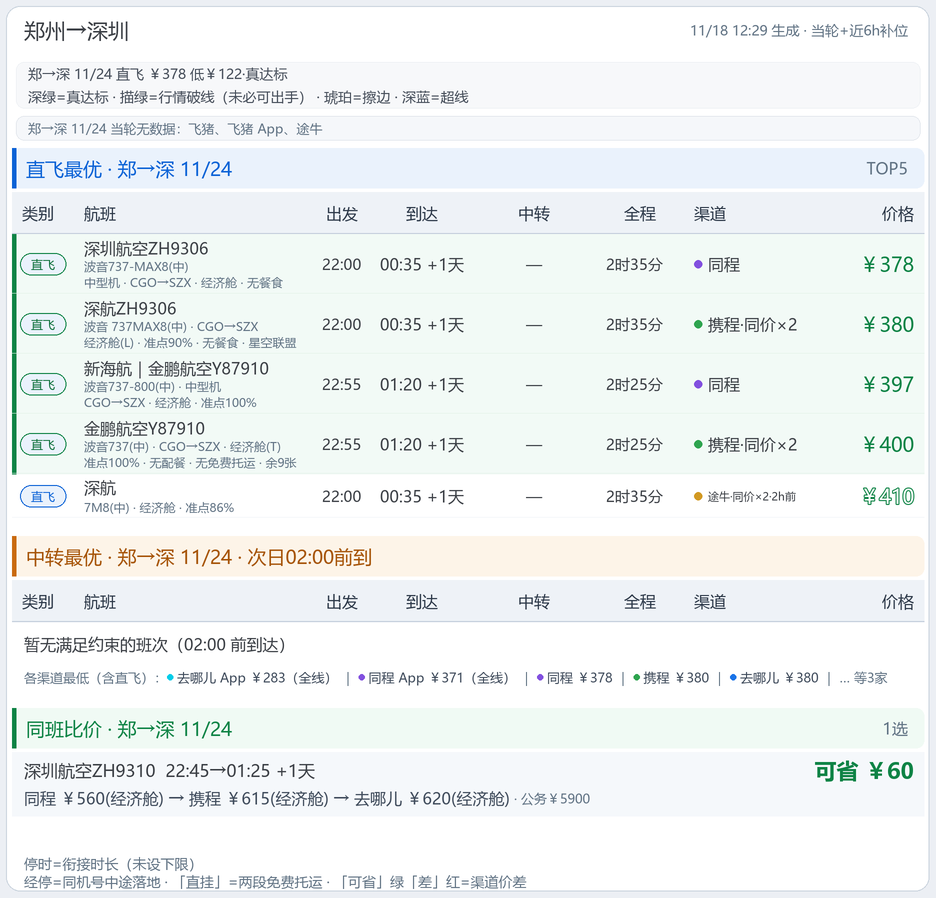 郑州→深圳
11/18 12:29 生成 · 当轮+近6h补位
郑→深 11/24 直飞 ￥378 低￥122·真达标
深绿=真达标 · 描绿=行情破线（未必可出手） · 琥珀=擦边 · 深蓝=超线
郑→深 11/24 当轮无数据：飞猪、飞猪 App、途牛
直飞最优 · 郑→深 11/24 TOP5
类别 航班 出发 到达 中转 全程 渠道 价格
深圳航空ZH9306
波音737-MAX8(中)
中型机 · CGO→SZX · 经济舱 · 无餐食
直飞 22:00 00:35 +1天 — 2时35分 同程 ￥378
深航ZH9306
波音 737MAX8(中) · CGO→SZX
经济舱(L) · 准点90% · 无餐食 · 星空联盟
直飞 22:00 00:35 +1天 — 2时35分 携程·同价×2 ￥380
新海航｜金鹏航空Y87910
波音737-800(中) · 中型机
CGO→SZX · 经济舱 · 准点100%
直飞 22:55 01:20 +1天 — 2时25分 同程 ￥397
金鹏航空Y87910
波音737(中) · CGO→SZX · 经济舱(T)
准点100% · 无配餐 · 无免费托运 · 余9张
直飞 22:55 01:20 +1天 — 2时25分 携程·同价×2 ￥400
深航
7M8(中) · 经济舱 · 准点86%
直飞 22:00 00:35 +1天 — 2时35分 途牛·同价×2·2h前 ￥410
中转最优 · 郑→深 11/24 · 次日02:00前到
类别 航班 出发 到达 中转 全程 渠道 价格
暂无满足约束的班次（02:00 前到达）
各渠道最低（含直飞）： 去哪儿 App ￥283（全线） | 同程 App ￥371（全线） | 同程 ￥378 | 携程 ￥380 | 去哪儿 ￥380 | … 等3家
同班比价 · 郑→深 11/24 1选
深圳航空ZH9310 22:45→01:25 +1天 可省 ￥60
同程 ￥560(经济舱) → 携程 ￥615(经济舱) → 去哪儿 ￥620(经济舱) · 公务￥5900
停时=衔接时长（未设下限）
经停=同机号中途落地 · 「直挂」=两段免费托运 · 「可省」绿「差」红=渠道价差